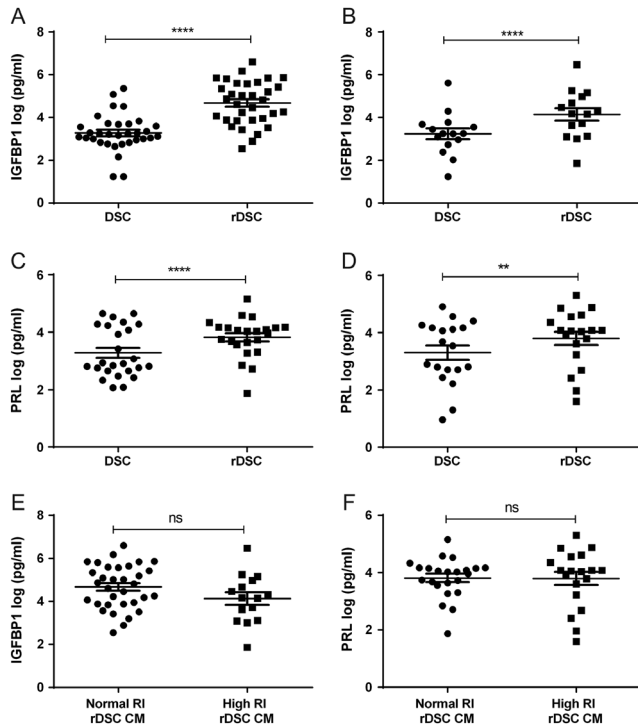 A
****
IGFBP1 log (pg/ml)
8
6
4
2
0
DSC
rDSC
B
****
IGFBP1 log (pg/ml)
8
6
4
2
0
DSC
rDSC
C
****
PRL log (pg/ml)
6
4
2
0
DSC
rDSC
D
**
PRL log (pg/ml)
6
4
2
0
DSC
rDSC
E
ns
IGFBP1 log (pg/ml)
8
6
4
2
0
Normal RI
rDSC CM
High RI
rDSC CM
F
ns
PRL log (pg/ml)
6
4
2
0
Normal RI
rDSC CM
High RI
rDSC CM